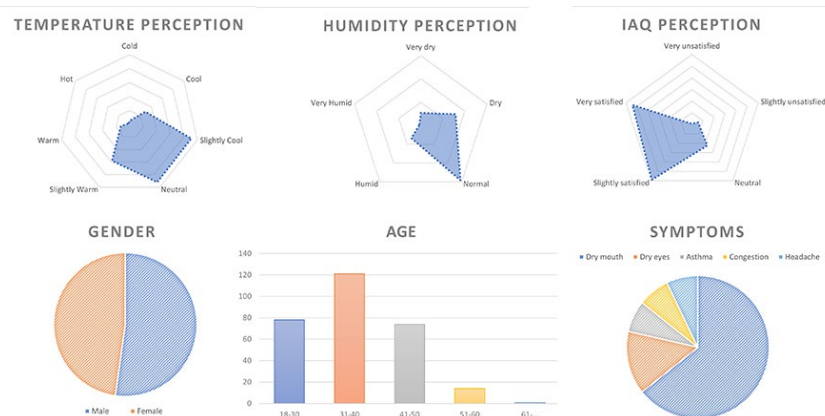 TEMPERATURE PERCEPTION
Cold
Hot
Cool
Warm
Slightly Cool
Slightly Warm
Neutral
HUMIDITY PERCEPTION
Very dry
Very Humid
Dry
Humid
Normal
IAQ PERCEPTION
Very unsatisfied
Very satisfied
Slightly unsatisfied
Slightly satisfied
Neutral
GENDER
Male
Female
AGE
140
120
100
80
60
40
20
0
18-30
31-40
41-50
51-60
61-...
SYMPTOMS
Dry mouth
Dry eyes
Asthma
Congestion
Headache